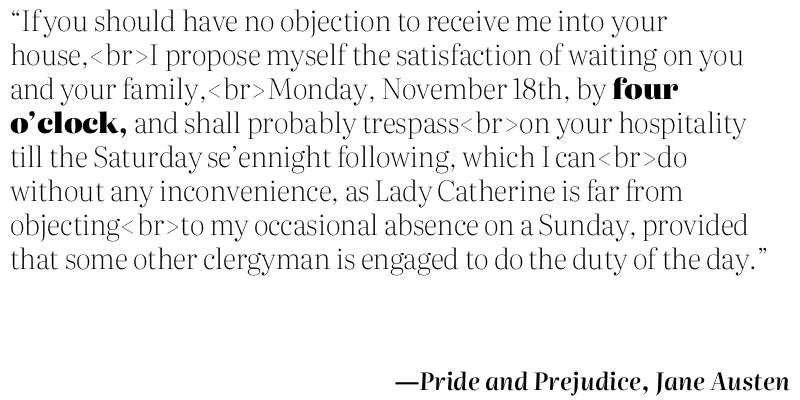 “If you should have no objection to receive me into your
house,<br>I propose myself the satisfaction of waiting on you
and your family,<br>Monday, November 18th, by four
o’clock, and shall probably trespass<br>on your hospitality
till the Saturday se’ennight following, which I can<br>do
without any inconvenience, as Lady Catherine is far from
objecting<br>to my occasional absence on a Sunday, provided
that some other clergyman is engaged to do the duty of the day.”
—Pride and Prejudice, Jane Austen